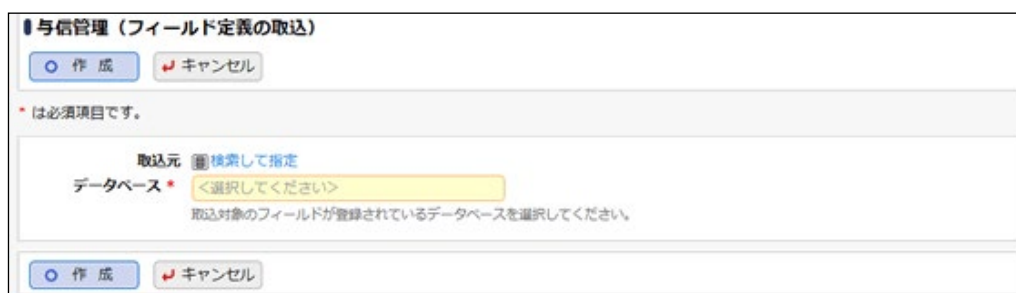 与信管理（フィールド定義の取込）
作 成 キャンセル
* は必須項目です。
取込元 検索して指定
データベース * <選択してください>
取込対象のフィールドが登録されているデータベースを選択してください。
作 成 キャンセル